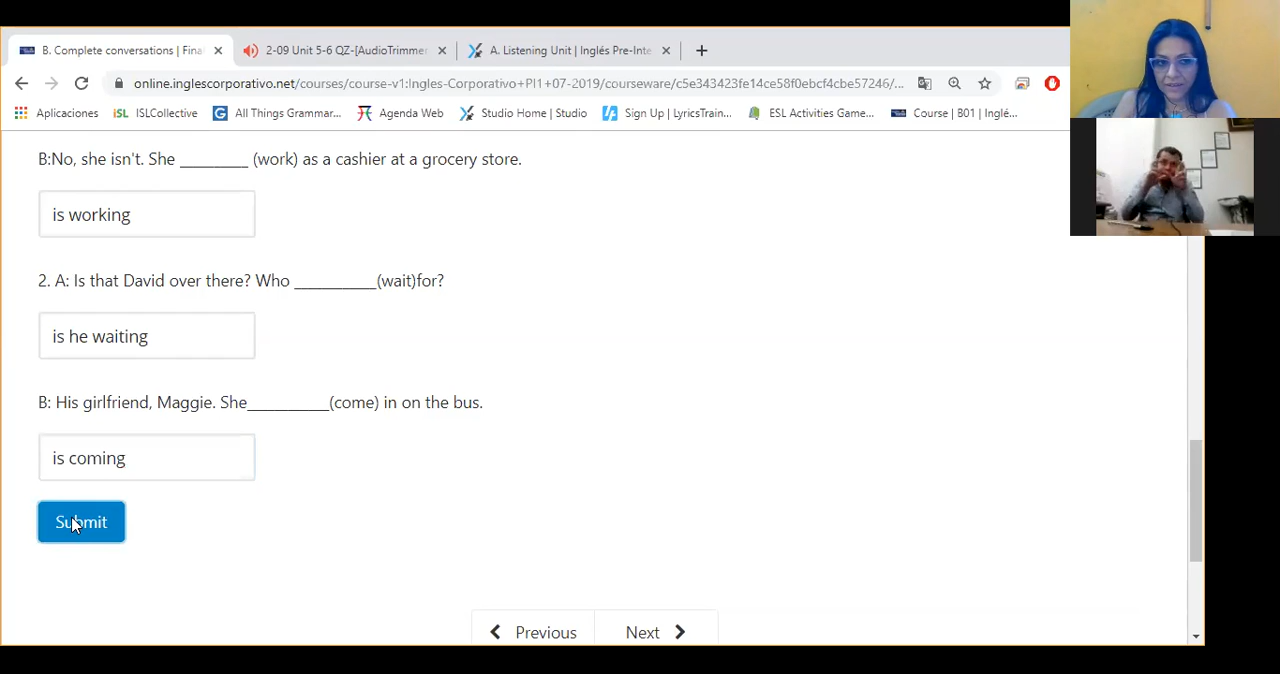 B. Complete conversations | Fina
2-09 Unit 5-6 QZ-[AudioTrimmer
A. Listening Unit | Inglés Pre-Inte
online.inglescorporativo.net/courses/course-v1:Ingles-Corporativo+PI1+07-2019/courseware/c5e343423fe14ce58f0ebcf4cbe57246/...
Aplicaciones iSL ISLCollective All Things Grammar... Agenda Web Studio Home | Studio Sign Up | LyricsTrain... ESL Activities Game... Course | B01 | Inglé...
B:No, she isn't. She ________ (work) as a cashier at a grocery store.
is working
2. A: Is that David over there? Who __________(wait)for?
is he waiting
B: His girlfriend, Maggie. She__________(come) in on the bus.
is coming
Submit
Previous Next